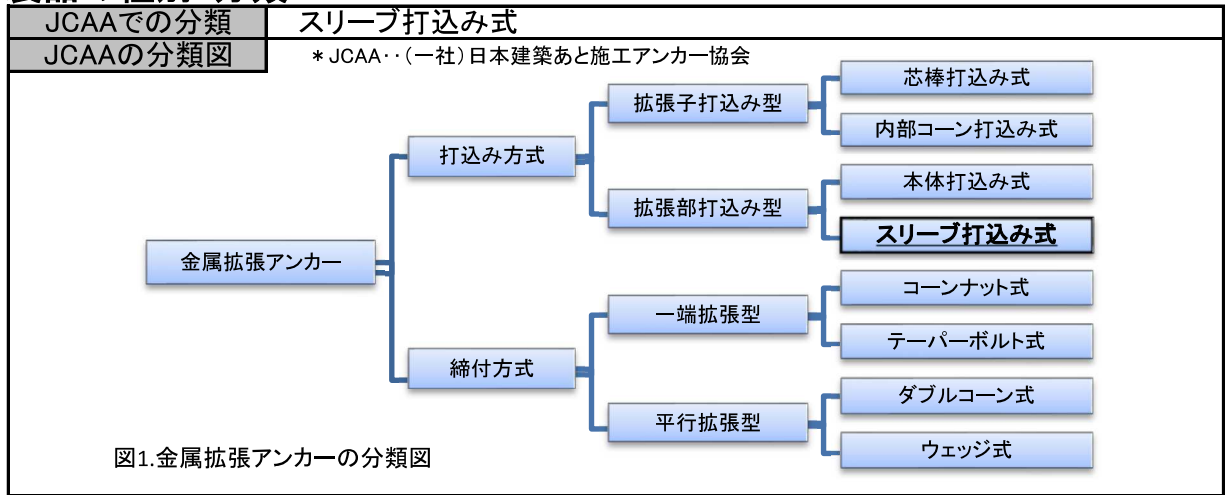 JCAAでの分類 スリーブ打込み式
JCAAの分類図 *JCAA‥(一社)日本建築あと施工アンカー協会
芯棒打込み式
拡張子打込み型
内部コーン打込み式
打込み方式
本体打込み式
拡張部打込み型
スリーブ打込み式
金属拡張アンカー
コーンナット式
一端拡張型
テーパーボルト式
締付方式
ダブルコーン式
平行拡張型
ウェッジ式
図1.金属拡張アンカーの分類図